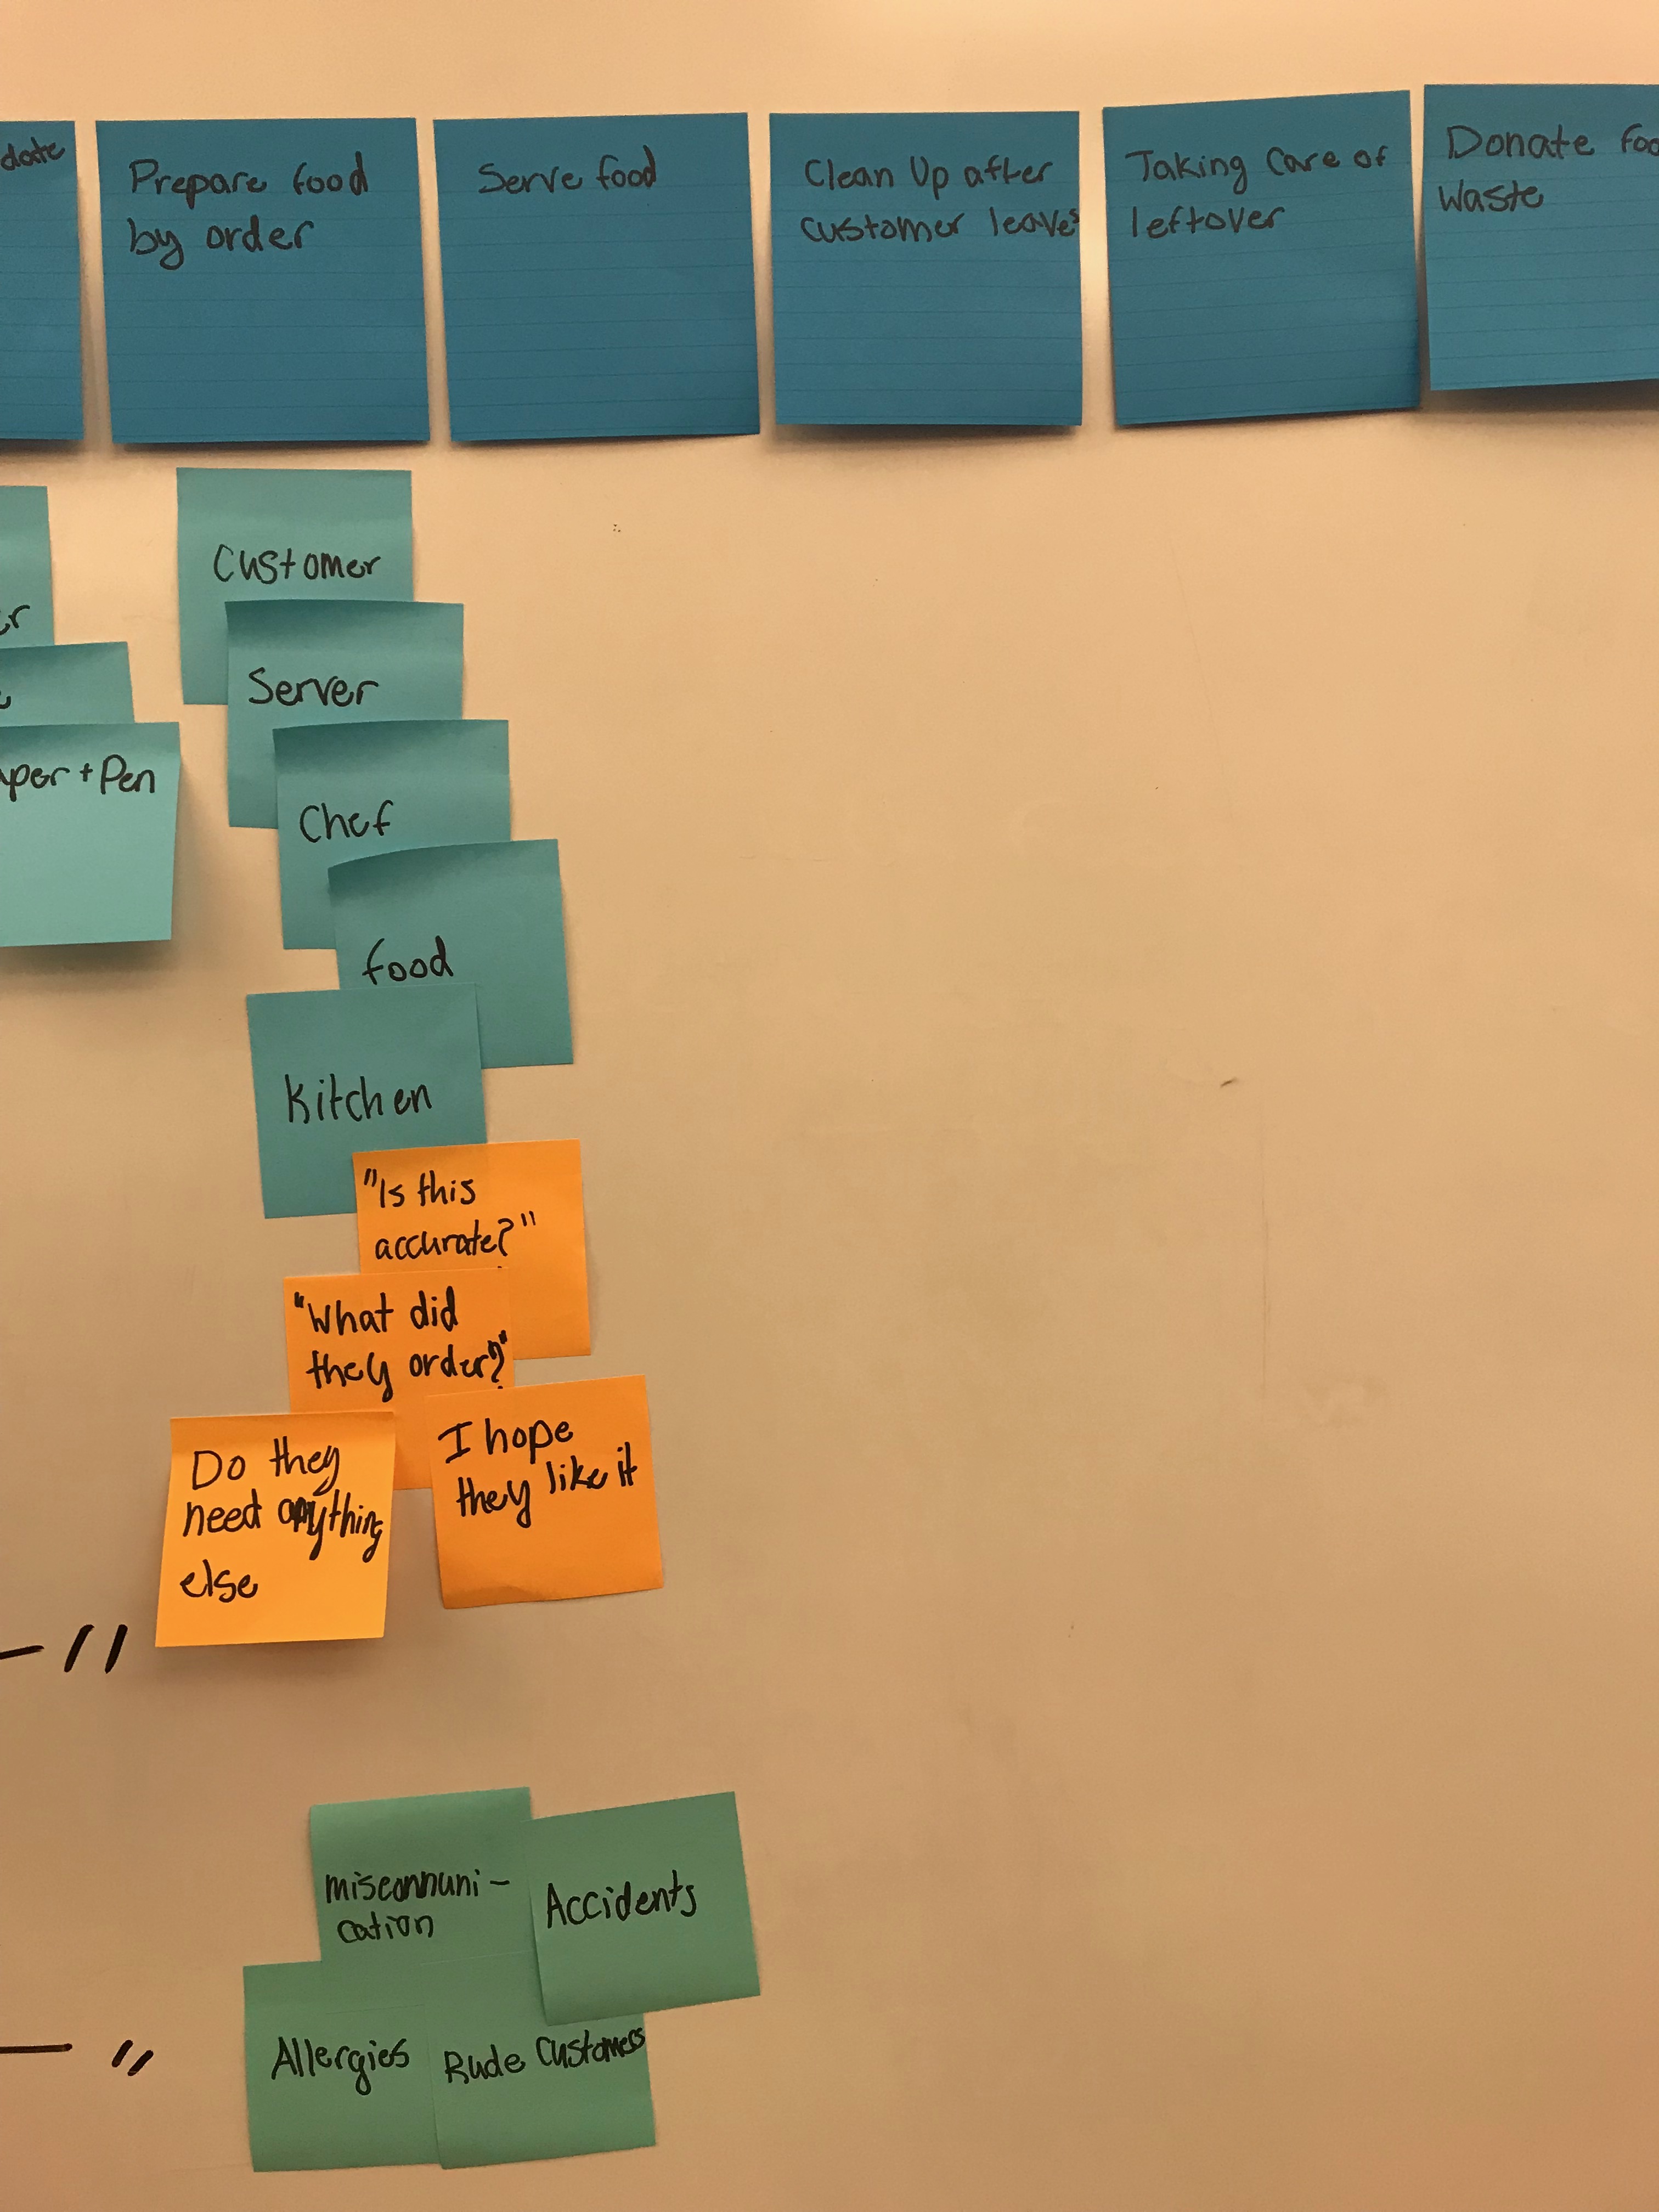 date
Prepare food
by order
Serve food
Clean Up after
customer leaves
Taking Care of
leftover
Donate foo
Waste
er
aper + Pen
Customer
Server
Chef
food
Kitchen
"Is this
accurate?"
"What did
they order?"
Do they
need anything
else
I hope
they like it
— //
miscommuni -
cation
Accidents
Allergies
Rude Customers
— //